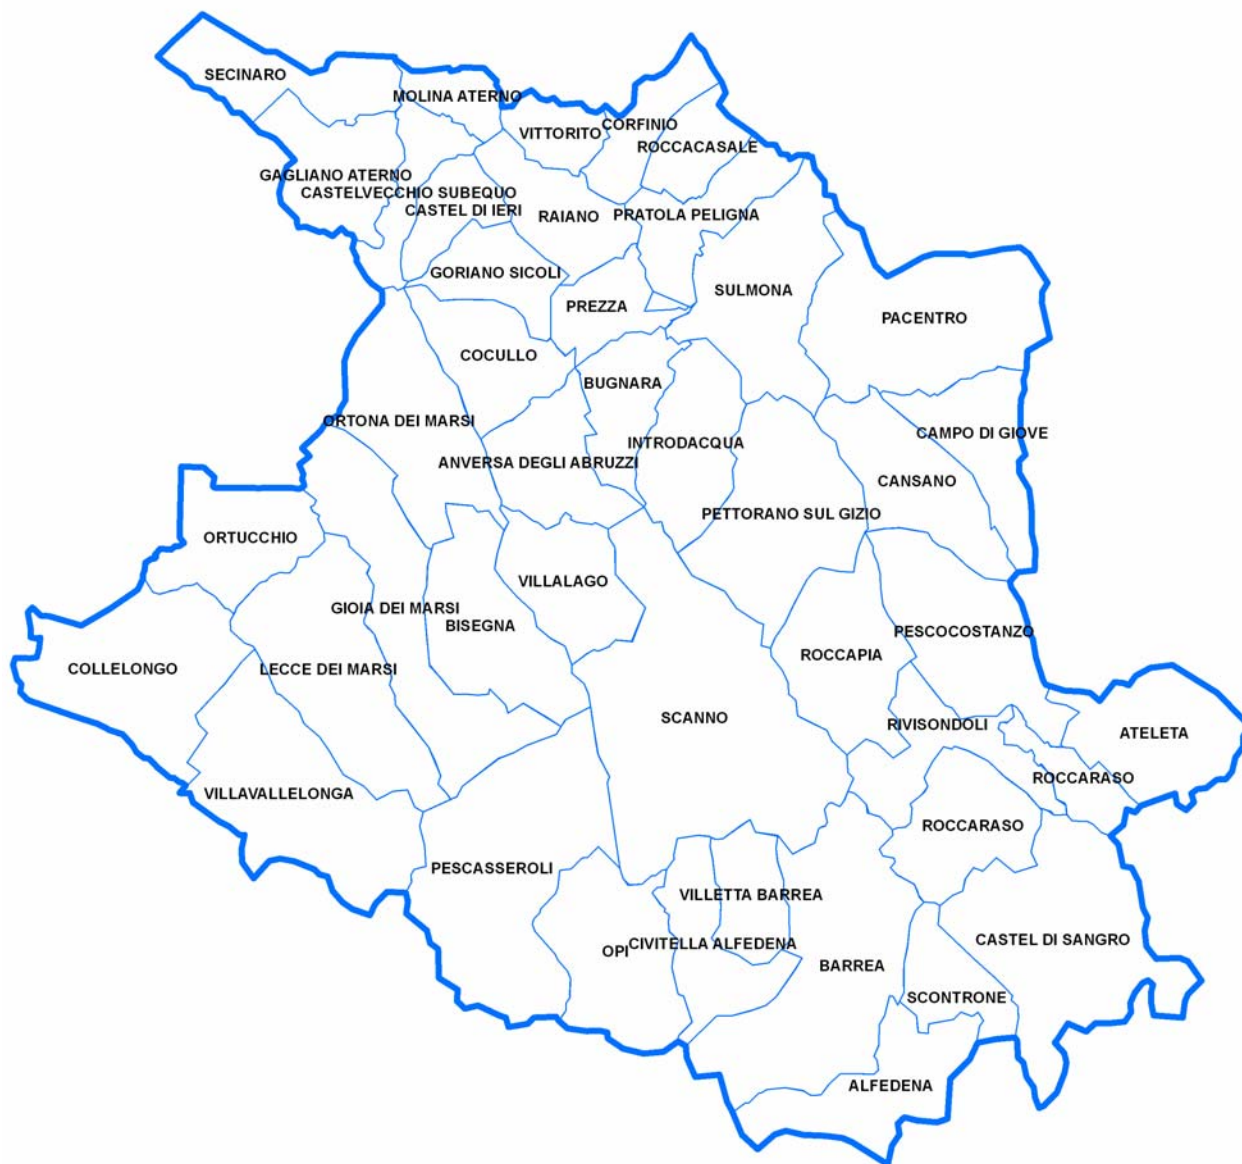 SECINARO
MOLINA ATERNO
VITTORITO
CORFINIO
ROCCACASALE
GAGLIANO ATERNO
CASTELVECCHIO SUBEQUO
CASTEL DI IERI
RAIANO
PRATOLA PELIGNA
GORIANO SICOLI
PREZZA
SULMONA
PACENTRO
COCULLO
BUGNARA
ORTONA DEI MARSI
INTRODACQUA
CAMPO DI GIOVE
ANVERSA DEGLI ABRUZZI
CANSANO
PETTORANO SUL GIZIO
ORTUCCHIO
VILLALAGO
GIOIA DEI MARSI
BISEGNA
PESCOCOSTANZO
ROCCAPIA
COLLELONGO
LECCE DEI MARSI
SCANNO
RIVISONDOLI
ATELETA
ROCCARASO
VILLAVALLELONGA
ROCCARASO
PESCASSEROLI
VILLETTA BARREA
OPI
CIVITELLA ALFEDENA
CASTEL DI SANGRO
BARREA
SCONTRONE
ALFEDENA